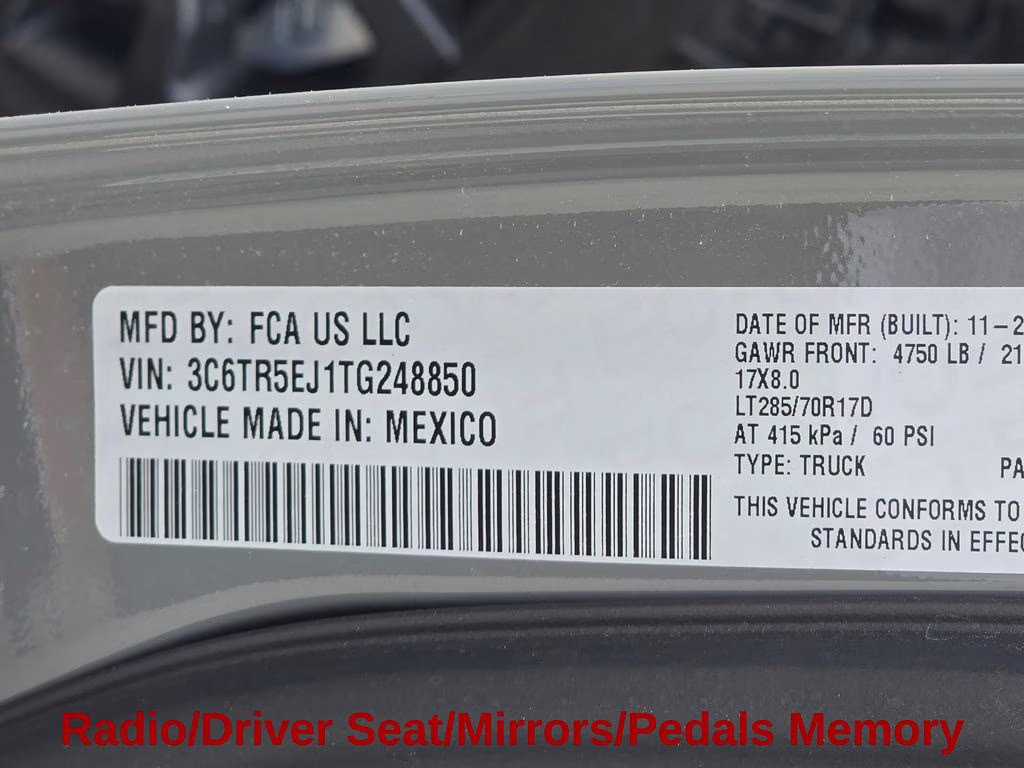 MFD BY: FCA US LLC
VIN: 3C6TR5EJ1TG248850
VEHICLE MADE IN: MEXICO
DATE OF MFR (BUILT): 11-2
GAWR FRONT: 4750 LB / 21
17X8.0
LT285/70R17D
AT 415 kPa / 60 PSI
TYPE: TRUCK PA
THIS VEHICLE CONFORMS TO
STANDARDS IN EFFEC
Radio/Driver Seat/Mirrors/Pedals Memory